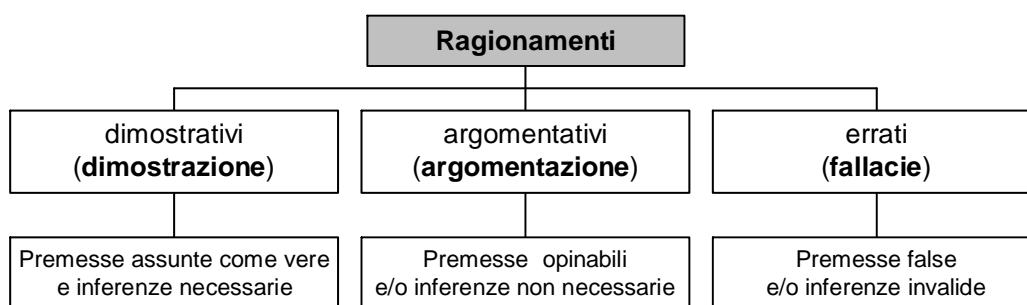 Ragionamenti
dimostrativi
(dimostrazione)
argomentativi
(argomentazione)
errati
(fallacie)
Premesse assunte come vere
e inferenze necessarie
Premesse opinabili
e/o inferenze non necessarie
Premesse false
e/o inferenze invalide